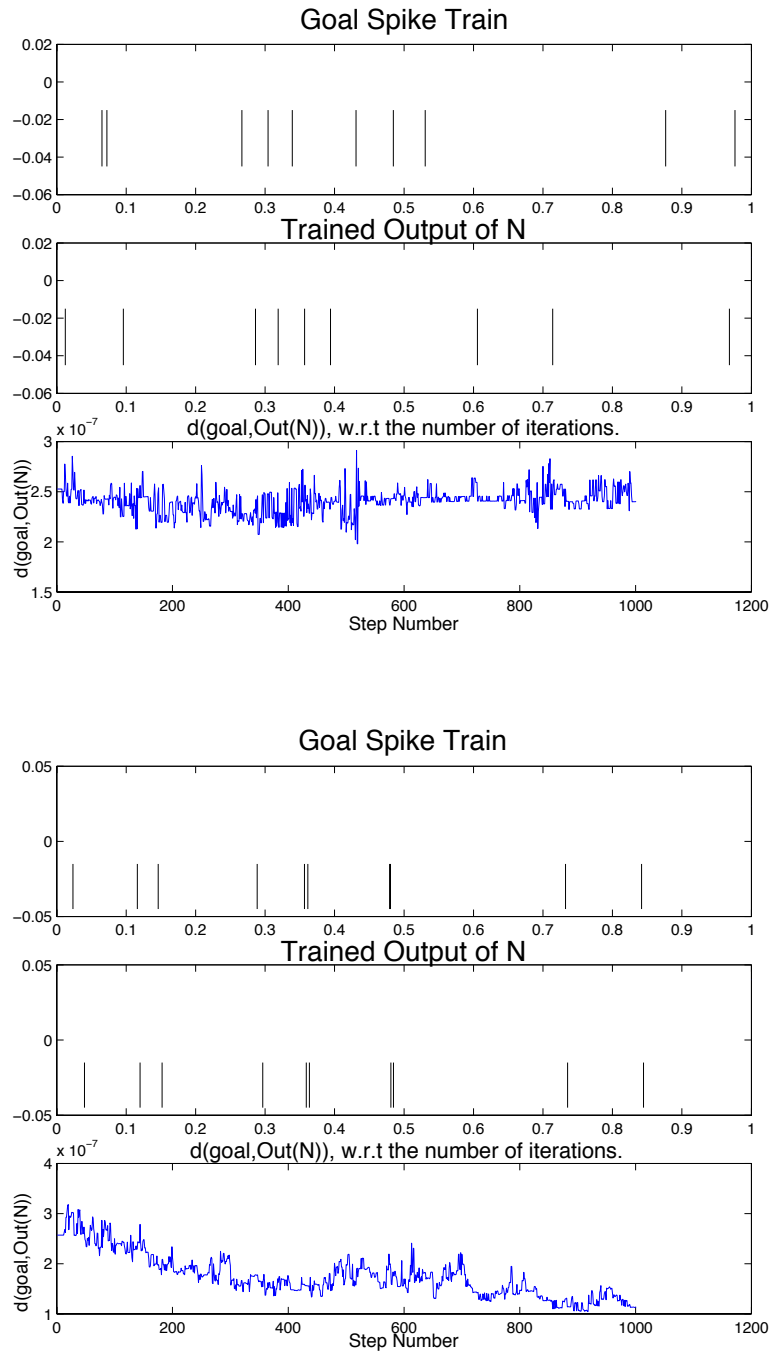 Goal Spike Train
0.02
0
−0.02
−0.04
−0.06
0 0.1 0.2 0.3 0.4 0.5 0.6 0.7 0.8 0.9 1
Trained Output of N
0.02
0
−0.02
−0.04
−0.06
0 0.1 0.2 0.3 0.4 0.5 0.6 0.7 0.8 0.9 1
x 10−7
d(goal,Out(N)), w.r.t the number of iterations.
d(goal,Out(N))
3
2.5
2
1.5
0 200 400 600 800 1000 1200
Step Number
Goal Spike Train
0.05
0
−0.05
0 0.1 0.2 0.3 0.4 0.5 0.6 0.7 0.8 0.9 1
Trained Output of N
0.05
0
−0.05
0 0.1 0.2 0.3 0.4 0.5 0.6 0.7 0.8 0.9 1
x 10−7
d(goal,Out(N)), w.r.t the number of iterations.
d(goal,Out(N))
4
3
2
1
0 200 400 600 800 1000 1200
Step Number